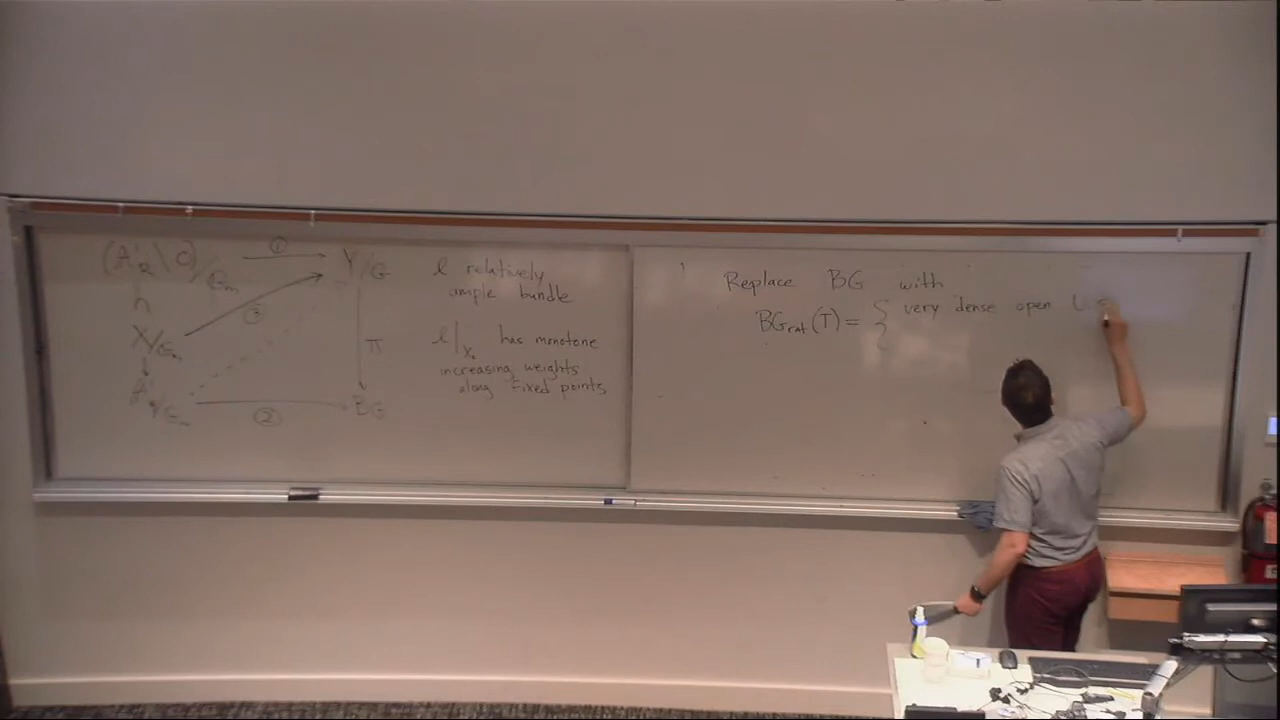 (A¹_R \ 0)/G_m
①
Y/G
∩
③
X/G_m
π
A¹/G_m
②
BG
ℓ relatively
ample bundle
ℓ|_X₀ has monotone
increasing weights
along fixed points
Replace BG with
BG_rat(T) = { very dense open U